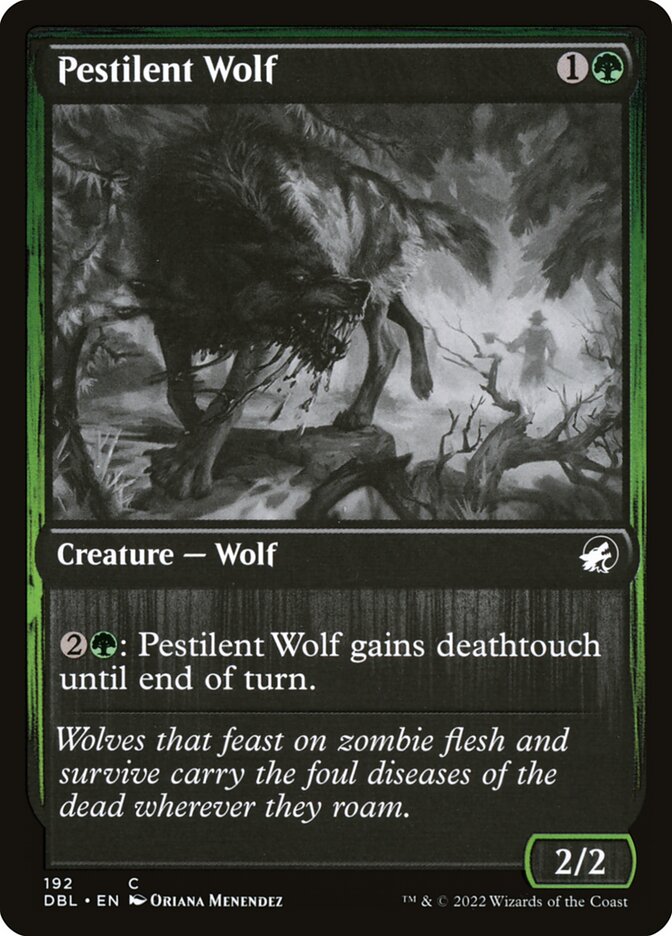 Pestilent Wolf 1
Creature — Wolf
2: Pestilent Wolf gains deathtouch
until end of turn.
Wolves that feast on zombie flesh and
survive carry the foul diseases of the
dead wherever they roam.
2/2
192 C
DBL • EN Oriana Menendez ™ & © 2022 Wizards of the Coast